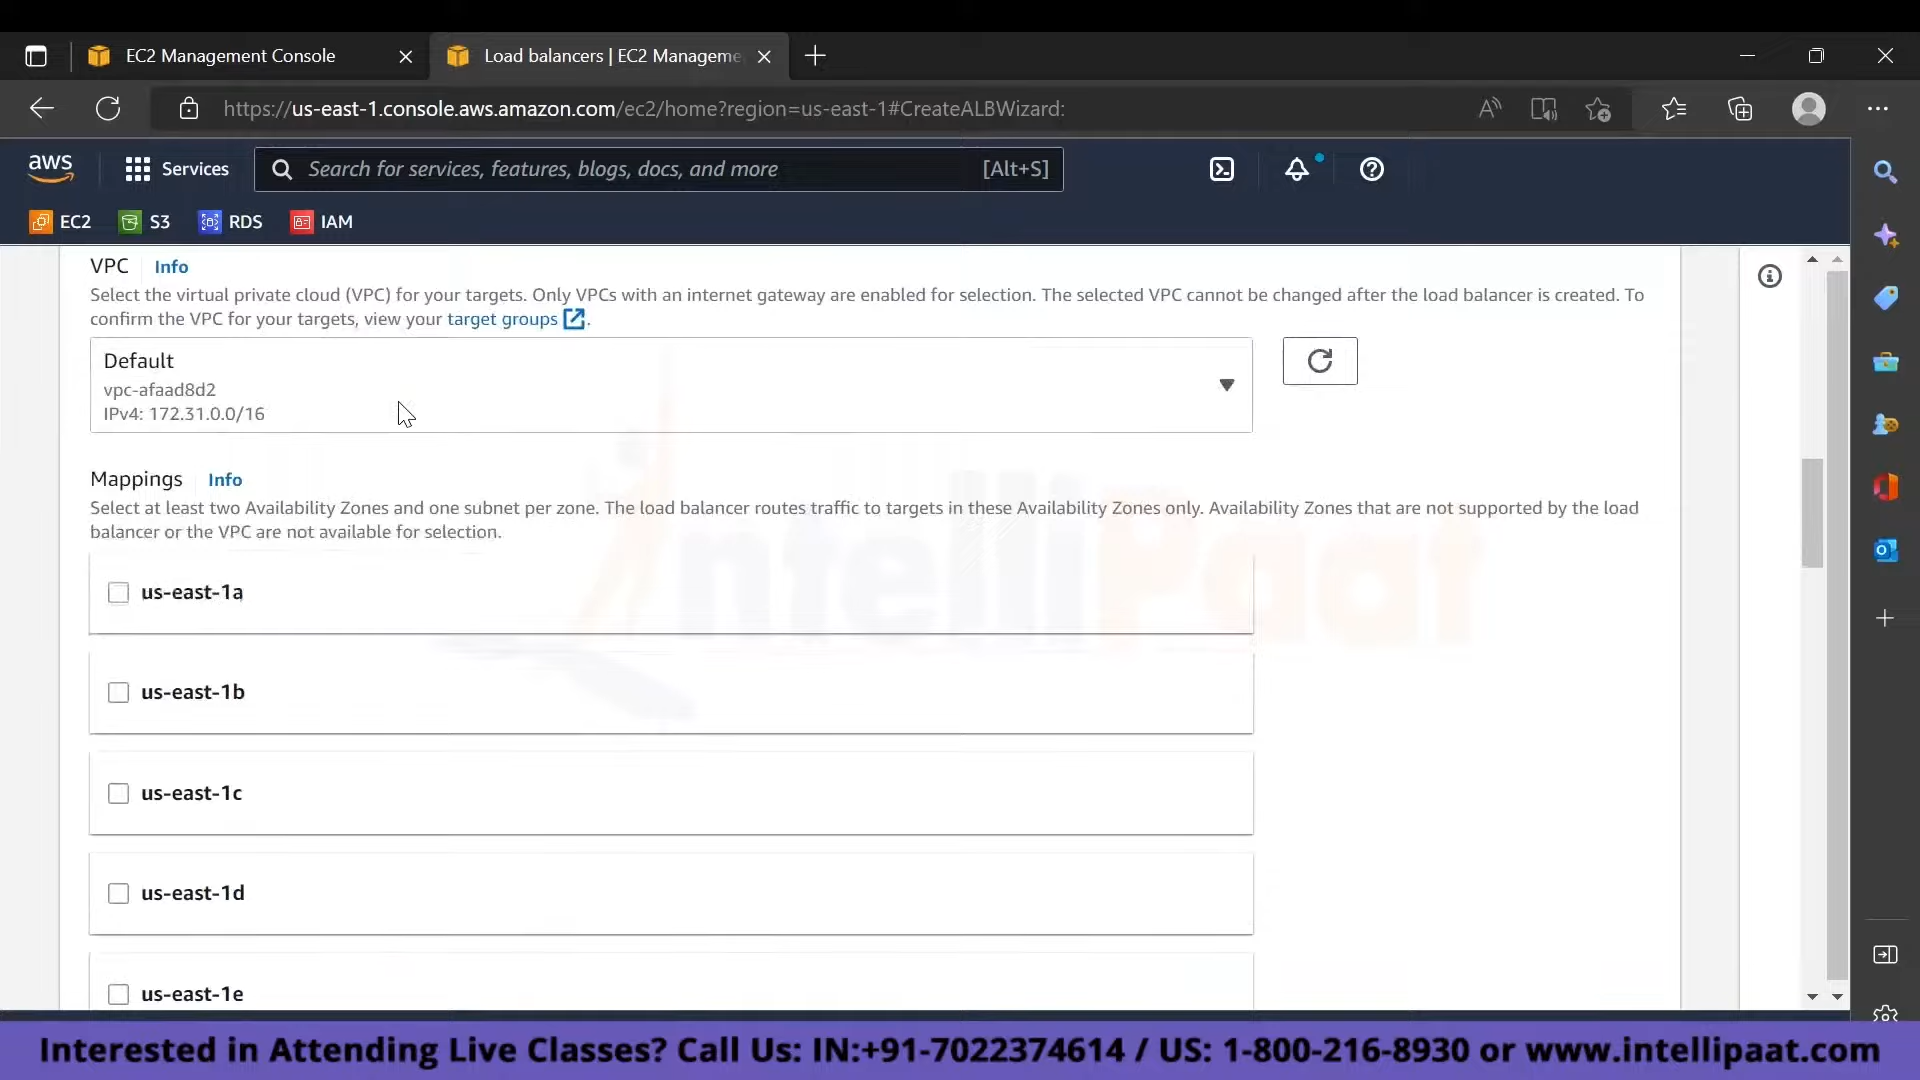 EC2 Management Console
Load balancers | EC2 Manageme
https://us-east-1.console.aws.amazon.com/ec2/home?region=us-east-1#CreateALBWizard:
aws
Services
Search for services, features, blogs, docs, and more
[Alt+S]
EC2
S3
RDS
IAM
VPC
Info
Select the virtual private cloud (VPC) for your targets. Only VPCs with an internet gateway are enabled for selection. The selected VPC cannot be changed after the load balancer is created. To
confirm the VPC for your targets, view your target groups.
Default
vpc-afaad8d2
IPv4: 172.31.0.0/16
Mappings
Info
Select at least two Availability Zones and one subnet per zone. The load balancer routes traffic to targets in these Availability Zones only. Availability Zones that are not supported by the load
balancer or the VPC are not available for selection.
us-east-1a
us-east-1b
us-east-1c
us-east-1d
us-east-1e
IntelliPaat
Interested in Attending Live Classes? Call Us: IN:+91-7022374614 / US: 1-800-216-8930 or www.intellipaat.com